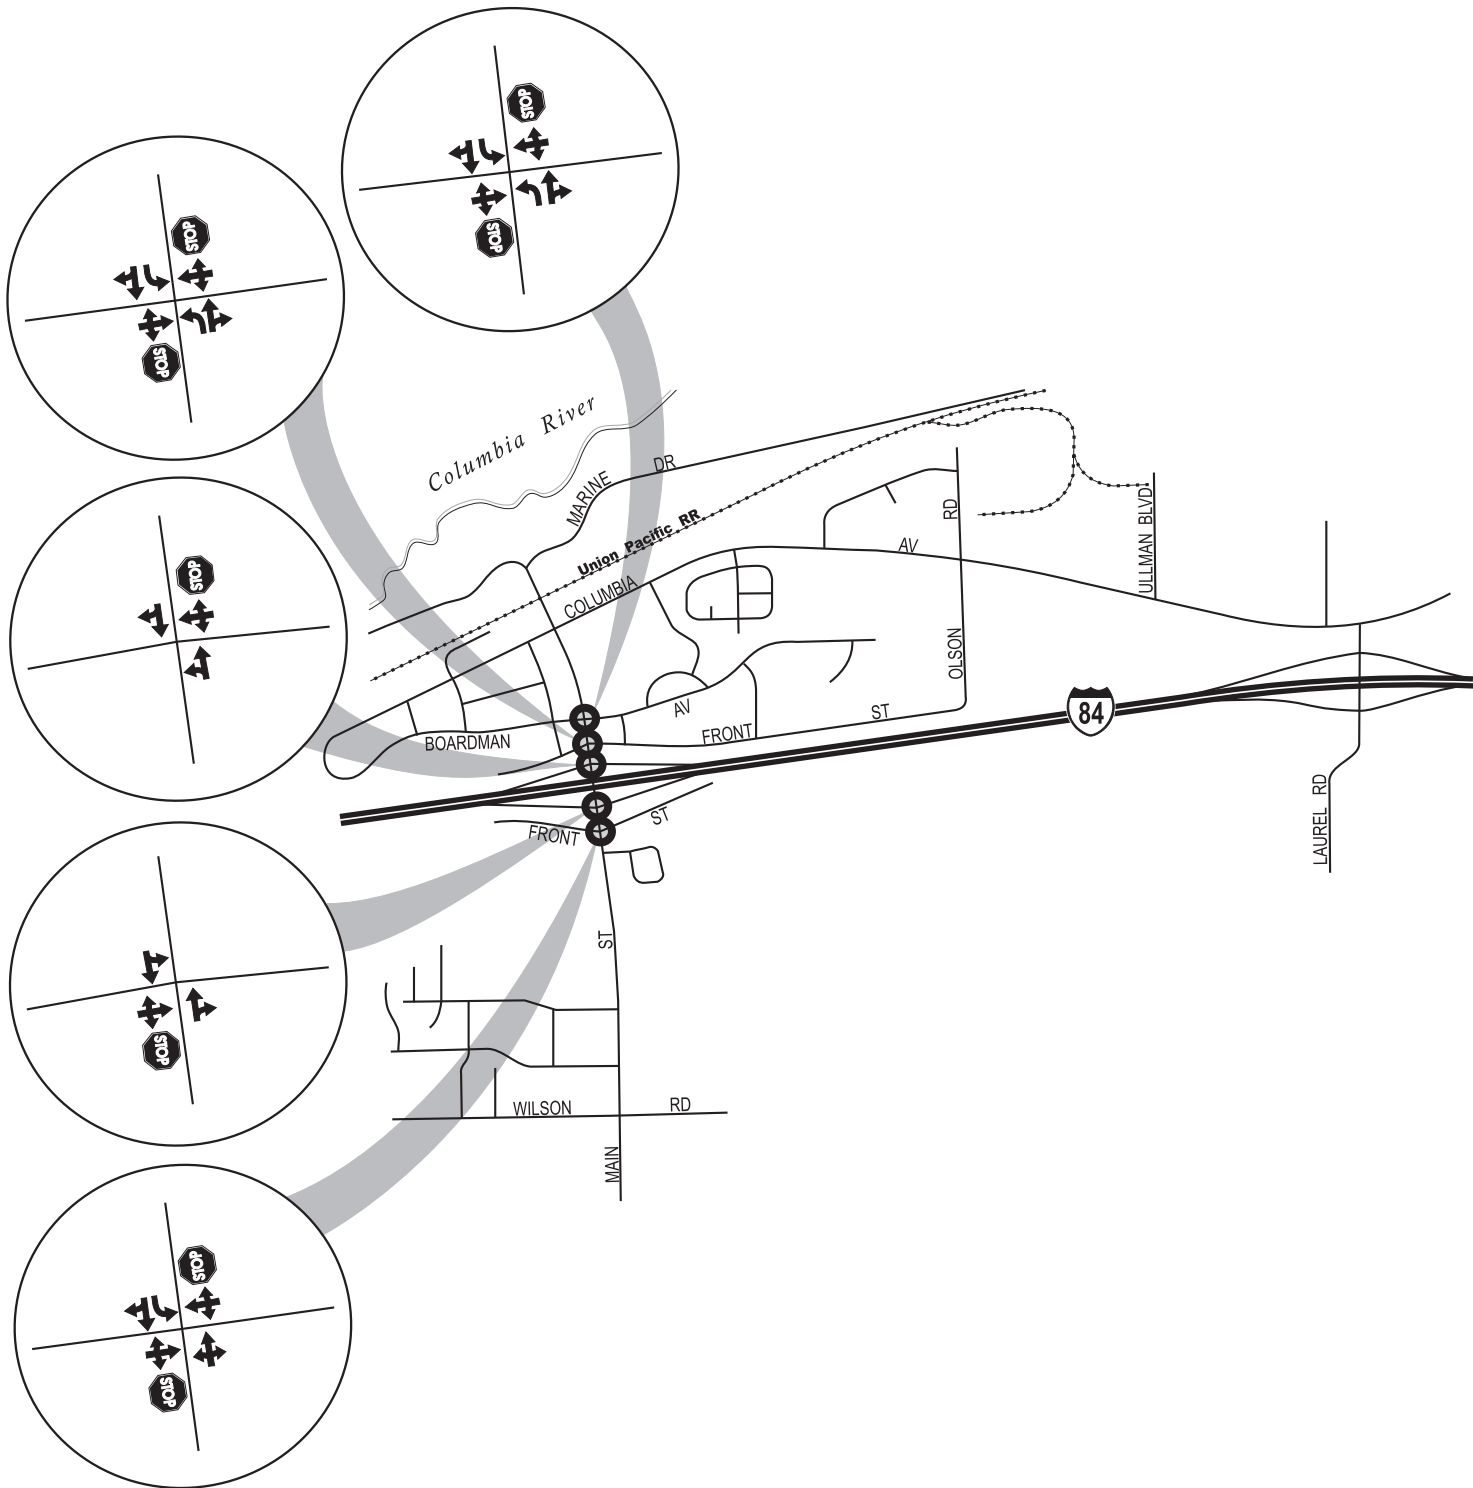 STOP
STOP
STOP
STOP
Columbia River
MARINE DR
Union Pacific RR
RD
ULLMAN BLVD
AV
COLUMBIA
STOP
OLSON
AV
ST
84
FRONT
BOARDMAN
LAUREL RD
ST
FRONT
ST
STOP
WILSON RD
MAIN
STOP
STOP